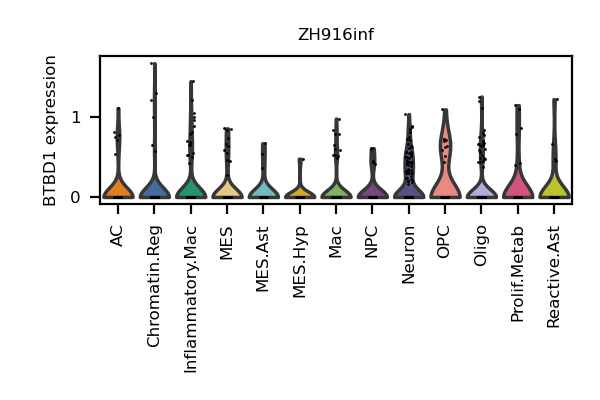 ZH916inf
BTBD1 expression
1
0
AC
Chromatin.Reg
Inflammatory.Mac
MES
MES.Ast
MES.Hyp
Mac
NPC
Neuron
OPC
Oligo
Prolif.Metab
Reactive.Ast